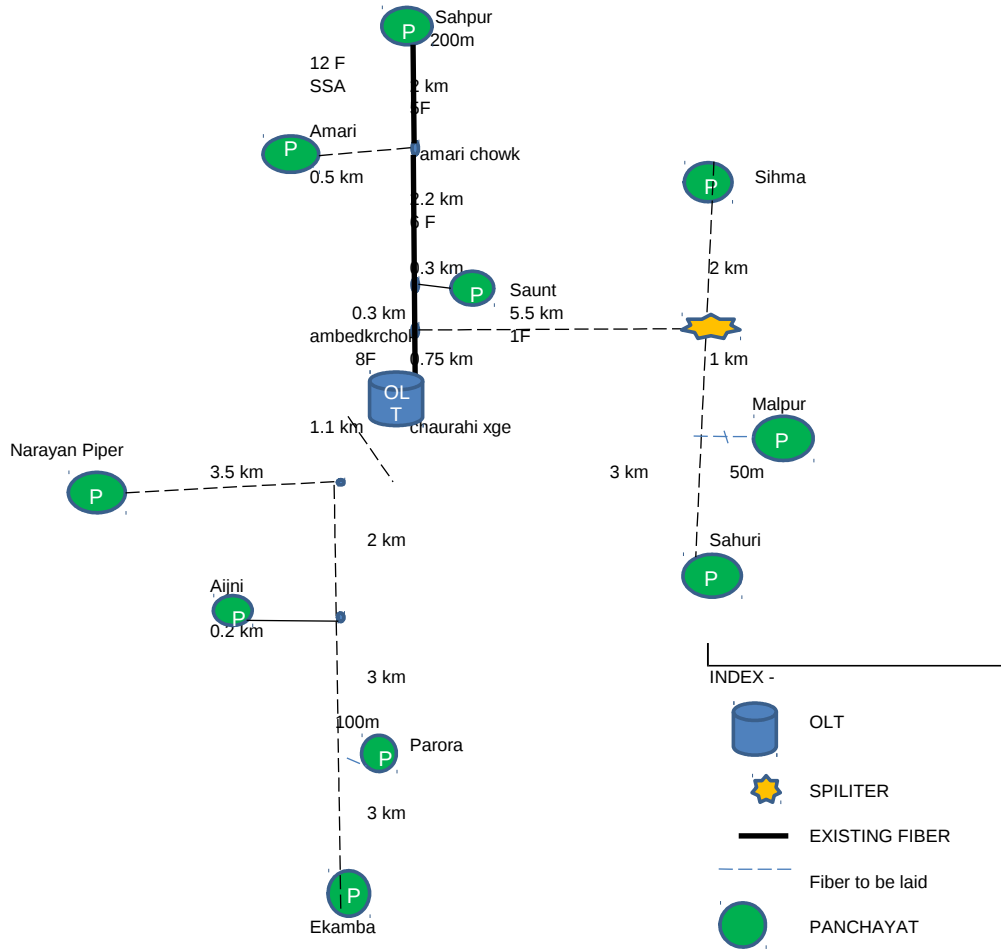 Sahpur
P
200m
12 F
SSA
2 km
5F
Amari
P
amari chowk
0.5 km
P
Sihma
2.2 km
6 F
0.3 km
2 km
P
Saunt
0.3 km
5.5 km
ambedkrchok
1F
8F
0.75 km
1 km
OL
T
Malpur
1.1 km
chaurahi xge
P
Narayan Piper
3.5 km
3 km
50m
P
2 km
Sahuri
P
Aijni
P
0.2 km
3 km
INDEX -
100m
OLT
Parora
P
SPILITER
3 km
EXISTING FIBER
Fiber to be laid
P
Ekamba
P
PANCHAYAT